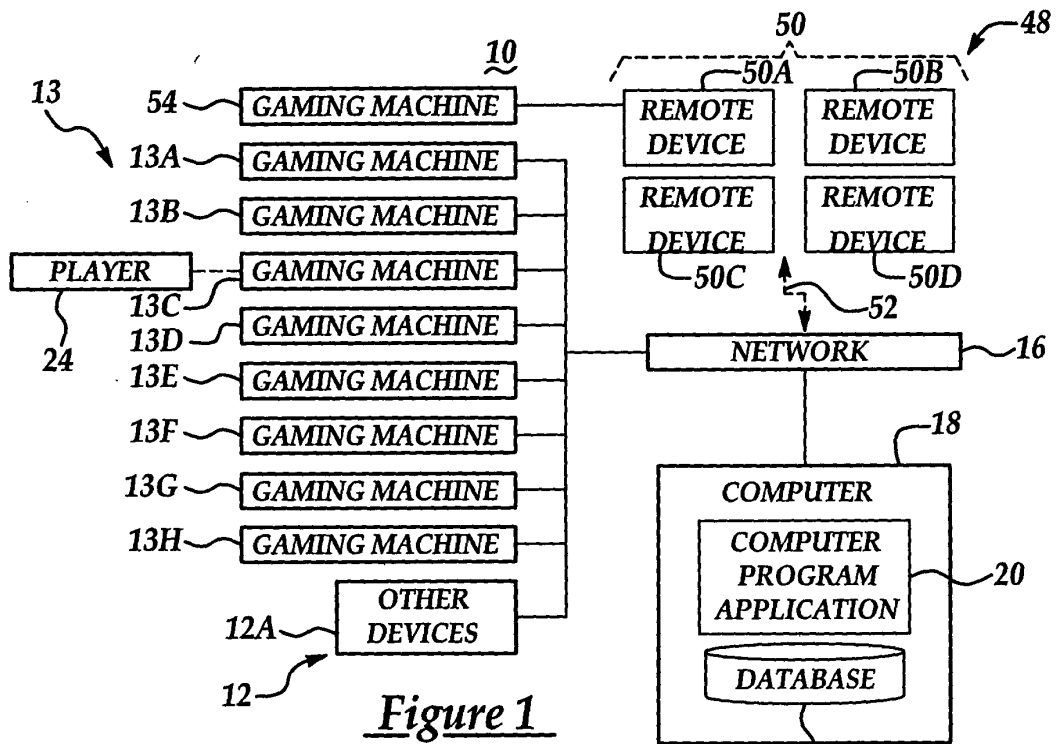 10
50
48
54
GAMING MACHINE
50A
50B
REMOTE
DEVICE
REMOTE
DEVICE
13
13A
GAMING MACHINE
13B
GAMING MACHINE
REMOTE
DEVICE
REMOTE
DEVICE
50C
50D
PLAYER
24
13C
GAMING MACHINE
52
13D
GAMING MACHINE
NETWORK
16
13E
GAMING MACHINE
13F
GAMING MACHINE
13G
GAMING MACHINE
13H
GAMING MACHINE
18
COMPUTER
COMPUTER
PROGRAM
APPLICATION
20
12A
OTHER
DEVICES
12
DATABASE
Figure 1